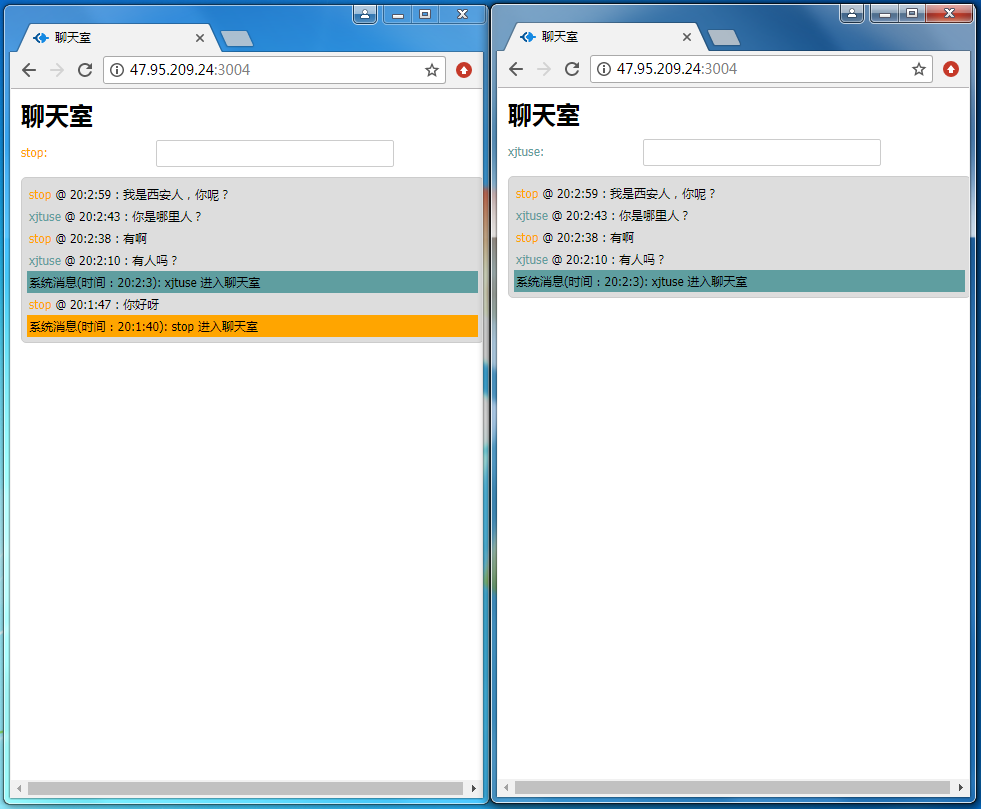 聊天室
47.95.209.24:3004
聊天室
stop:
stop @ 20:2:59：我是西安人，你呢？
xjtuse @ 20:2:43：你是哪里人？
stop @ 20:2:38：有啊
xjtuse @ 20:2:10：有人吗？
系统消息(时间：20:2:3): xjtuse 进入聊天室
stop @ 20:1:47：你好呀
系统消息(时间：20:1:40): stop 进入聊天室
聊天室
47.95.209.24:3004
聊天室
xjtuse:
stop @ 20:2:59：我是西安人，你呢？
xjtuse @ 20:2:43：你是哪里人？
stop @ 20:2:38：有啊
xjtuse @ 20:2:10：有人吗？
系统消息(时间：20:2:3): xjtuse 进入聊天室